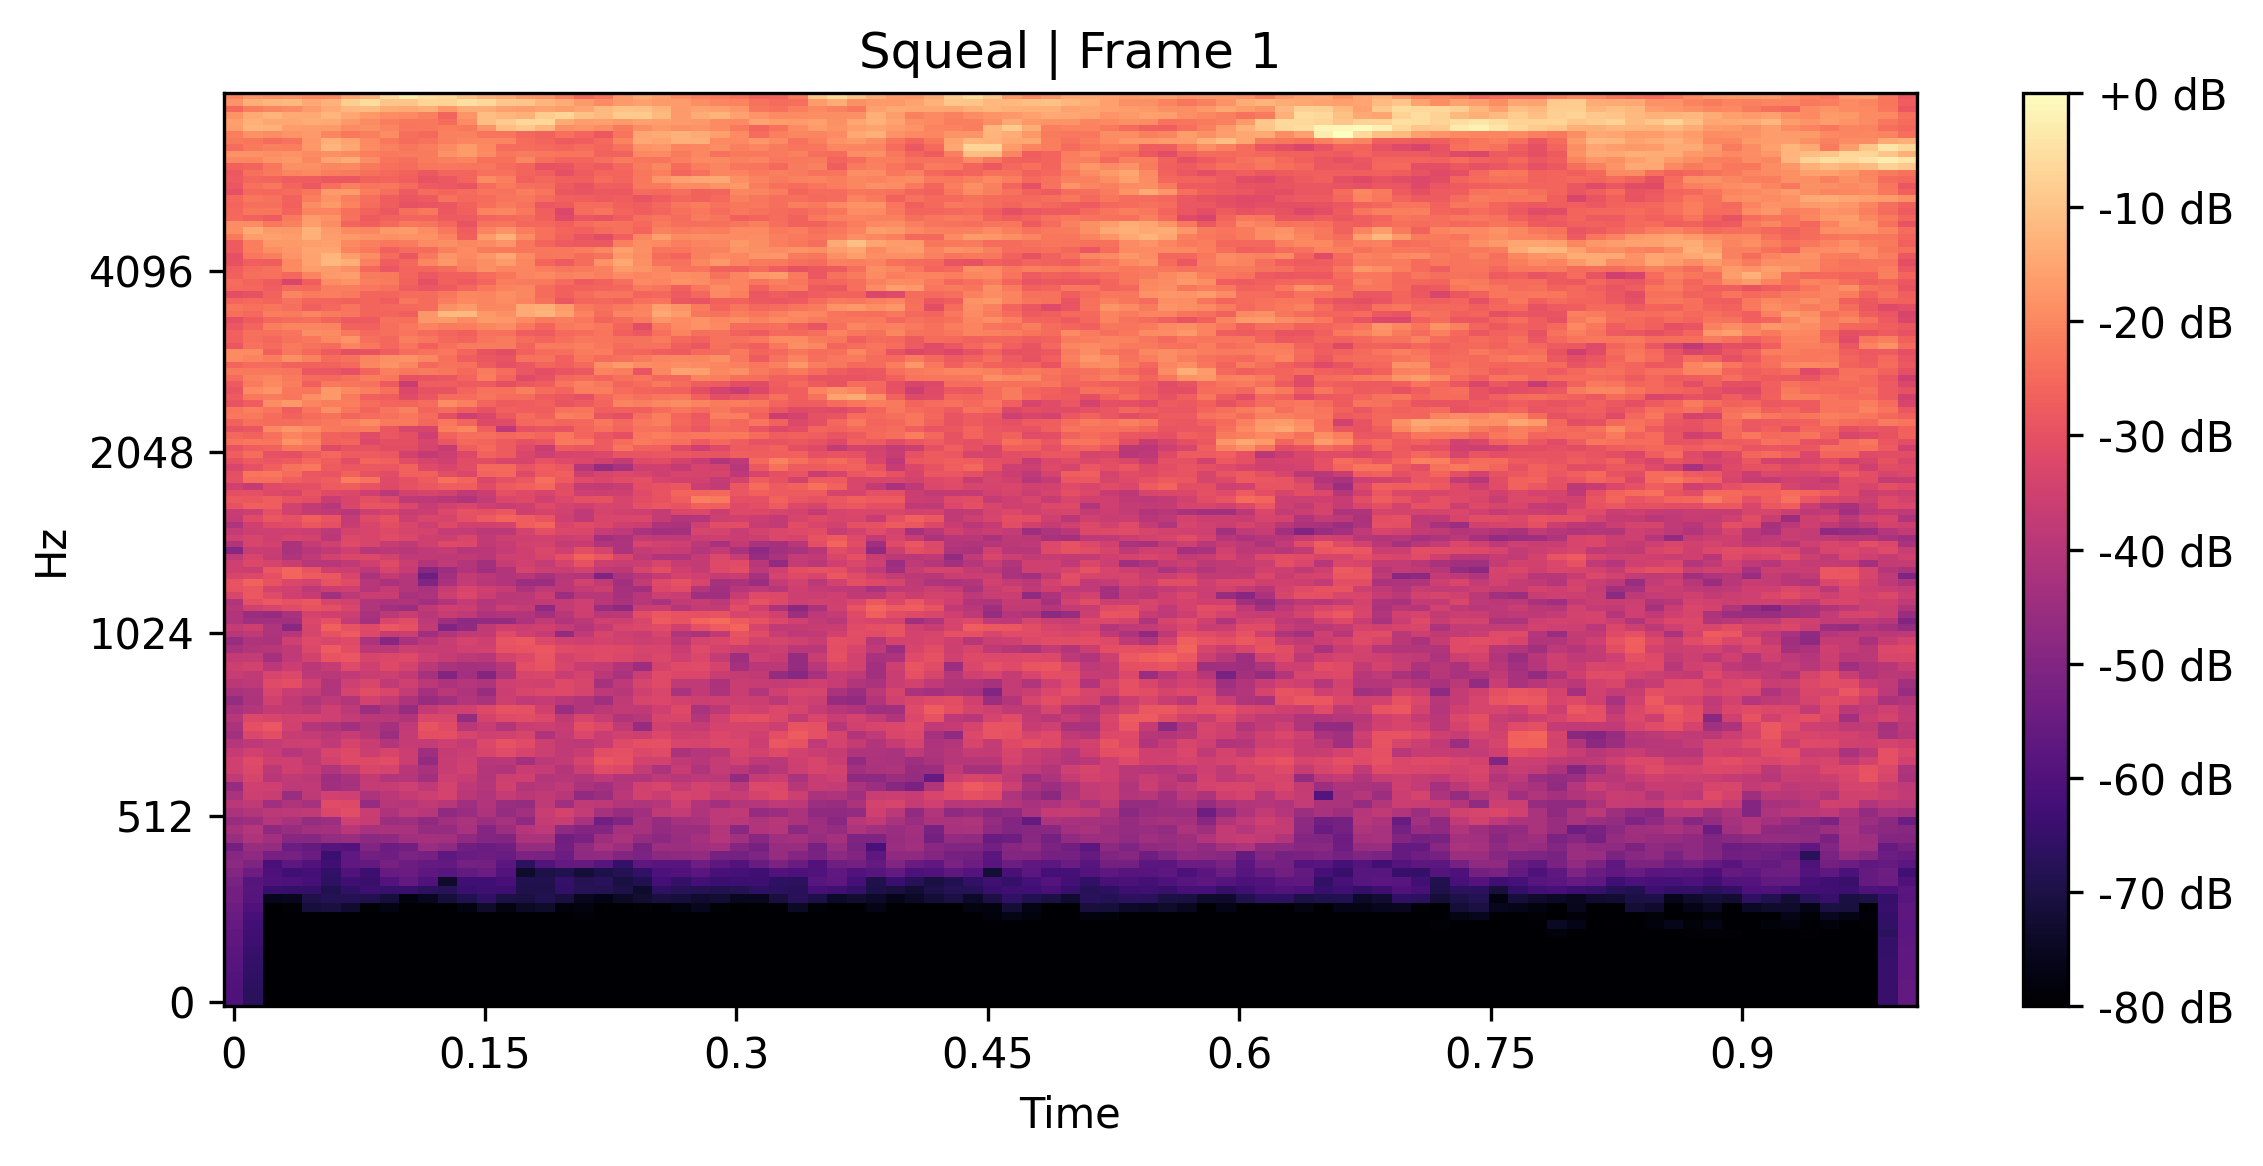 Squeal | Frame 1
Hz
4096
2048
1024
512
0
0 0.15 0.3 0.45 0.6 0.75 0.9
Time
+0 dB
-10 dB
-20 dB
-30 dB
-40 dB
-50 dB
-60 dB
-70 dB
-80 dB